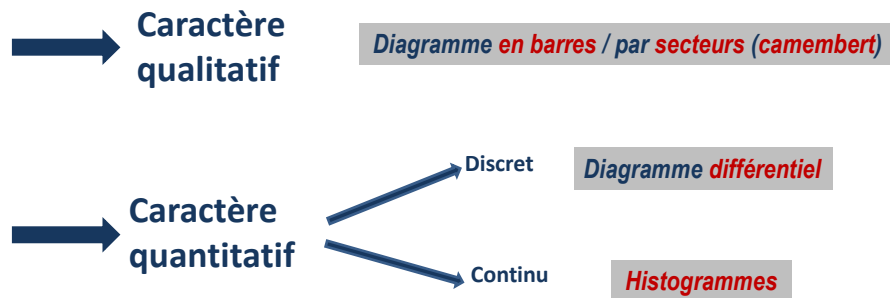 Caractère
qualitatif
Diagramme en barres / par secteurs (camembert)
Discret
Diagramme différentiel
Caractère
quantitatif
Continu
Histogrammes